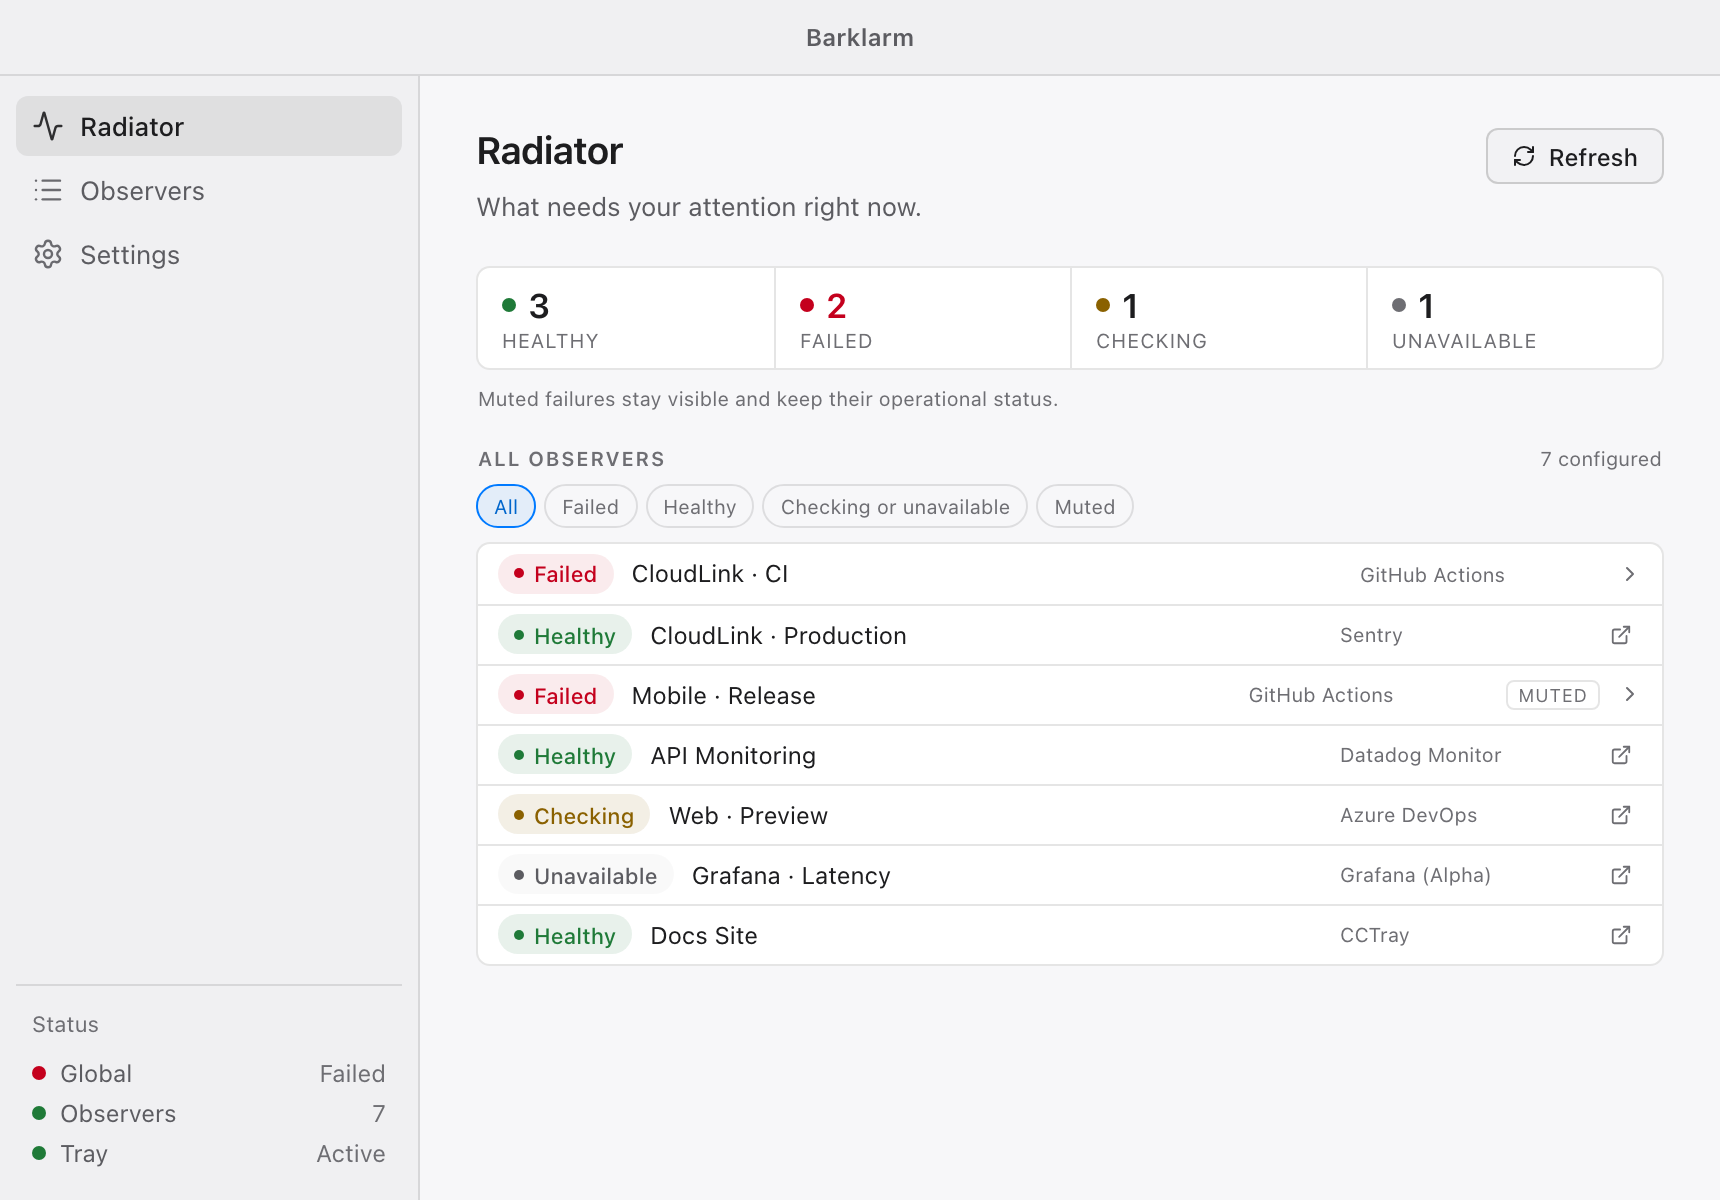 Barklarm
Radiator
Observers
Settings
Status
Global Failed
Observers 7
Tray Active
Radiator
Refresh
What needs your attention right now.
3
HEALTHY
2
FAILED
1
CHECKING
1
UNAVAILABLE
Muted failures stay visible and keep their operational status.
ALL OBSERVERS 7 configured
All Failed Healthy Checking or unavailable Muted
Failed CloudLink · CI GitHub Actions
Healthy CloudLink · Production Sentry
Failed Mobile · Release GitHub Actions MUTED
Healthy API Monitoring Datadog Monitor
Checking Web · Preview Azure DevOps
Unavailable Grafana · Latency Grafana (Alpha)
Healthy Docs Site CCTray